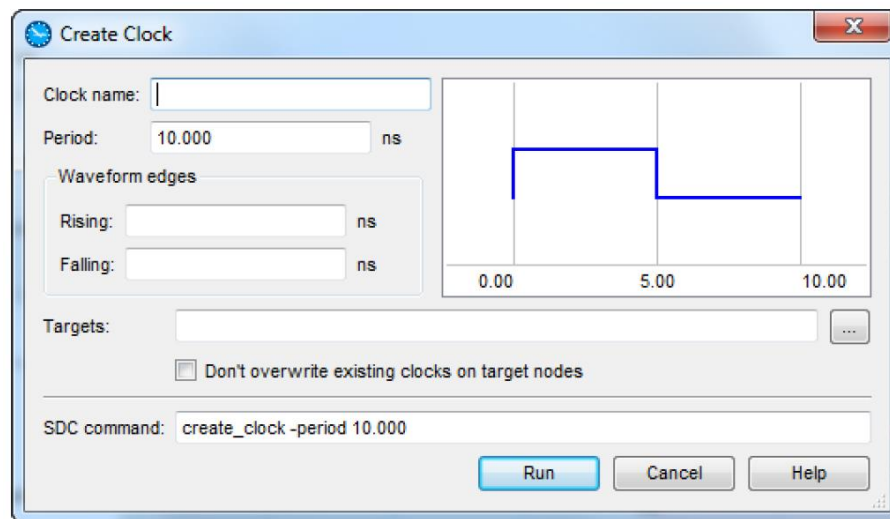 Create Clock
Clock name:
Period: 10.000 ns
Waveform edges
Rising: ns
Falling: ns
0.00 5.00 10.00
Targets: ...
Don't overwrite existing clocks on target nodes
SDC command: create_clock -period 10.000
Run Cancel Help